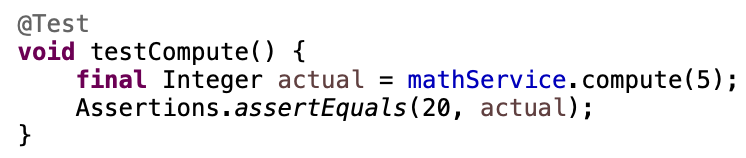 @Test
void testCompute() {
    final Integer actual = mathService.compute(5);
    Assertions.assertEquals(20, actual);
}